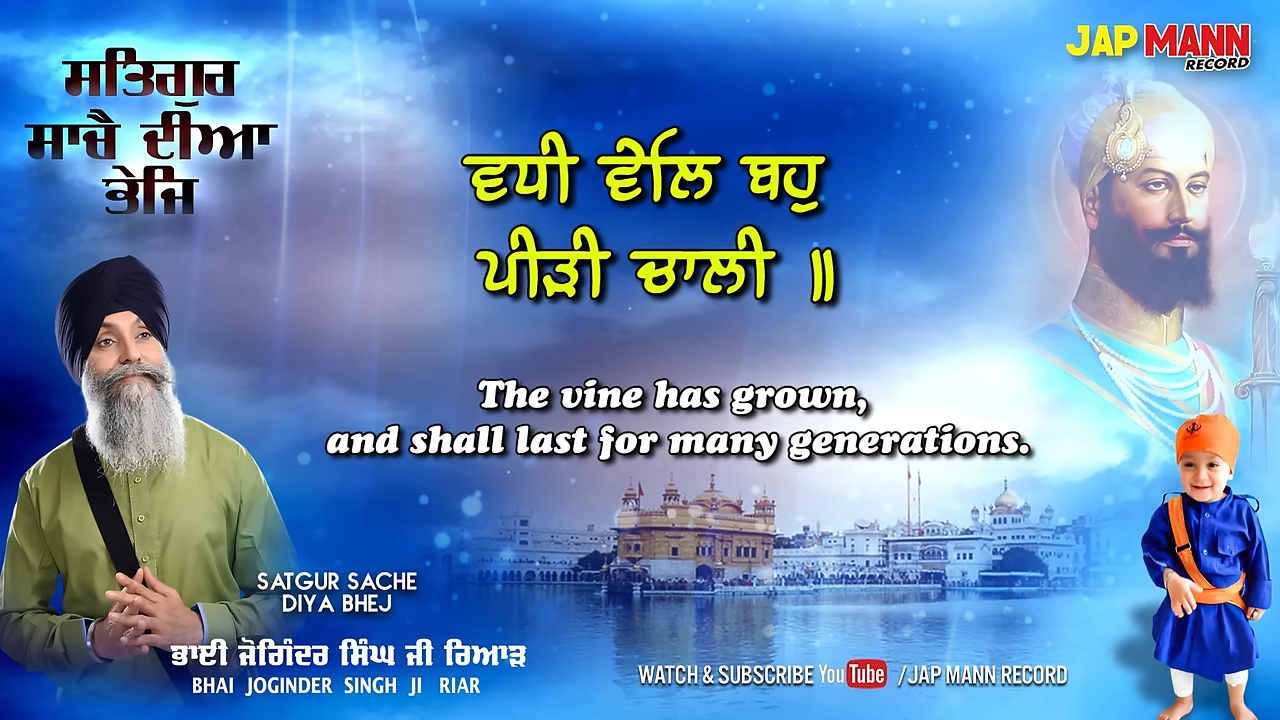 ਸਤਿਗੁਰ
ਸਾਚੈ ਦੀਆ
ਭੇਜਿ
JAP MANN
RECORD
ਵਧੀ ਵੇਲਿ ਬਹੁ
ਪੀੜੀ ਚਾਲੀ ॥
The vine has grown,
and shall last for many generations.
SATGUR SACHE
DIYA BHEJ
ਭਾਈ ਜੋਗਿੰਦਰ ਸਿੰਘ ਜੀ ਰਿਆੜ
BHAI JOGINDER SINGH JI RIAR
WATCH & SUBSCRIBE YouTube /JAP MANN RECORD